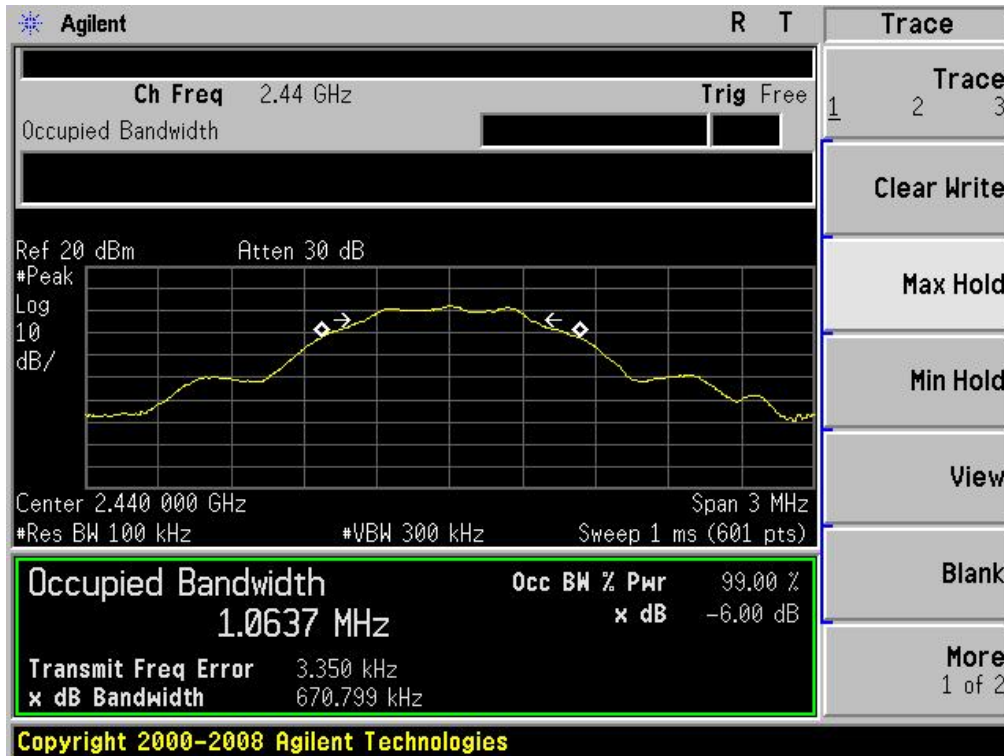 Agilent R T
Ch Freq 2.44 GHz Trig Free
Occupied Bandwidth
Ref 20 dBm Atten 30 dB
#Peak
Log
10
dB/
Center 2.440 000 GHz Span 3 MHz
#Res BW 100 kHz #VBW 300 kHz Sweep 1 ms (601 pts)
Occupied Bandwidth Occ BW % Pwr 99.00 %
1.0637 MHz x dB -6.00 dB
Transmit Freq Error 3.350 kHz
x dB Bandwidth 670.799 kHz
Copyright 2000-2008 Agilent Technologies
Trace
Trace
1 2 3
Clear Write
Max Hold
Min Hold
View
Blank
More
1 of 2